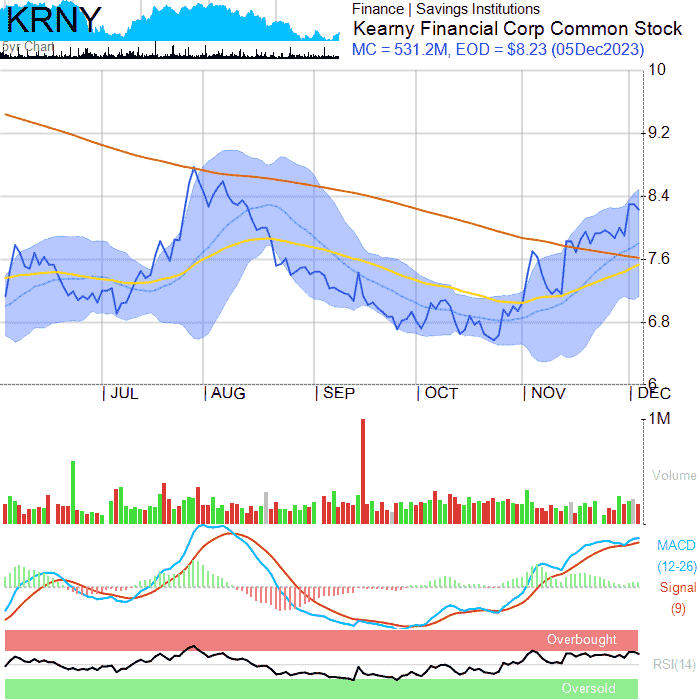 KRNY
5yr Chart
Finance | Savings Institutions
Kearny Financial Corp Common Stock
MC = 531.2M, EOD = $8.23 (05Dec2023)
10
9.2
8.4
7.6
6.8
6
JUL AUG SEP OCT NOV DEC
1M
Volume
MACD
(12-26)
Signal
(9)
Overbought
RSI(14)
Oversold